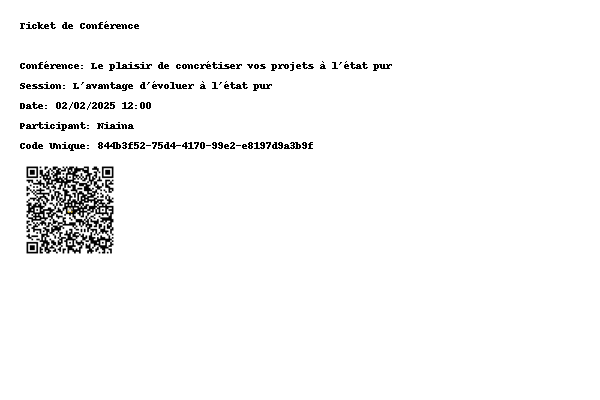 Ticket de Conférence
Conférence: Le plaisir de concrétiser vos projets à l'état pur
Session: L'avantage d'évoluer à l'état pur
Date: 02/02/2025 12:00
Participant: Niaina
Code Unique: 844b3f52-75d4-4170-99e2-e8197d9a3b9f